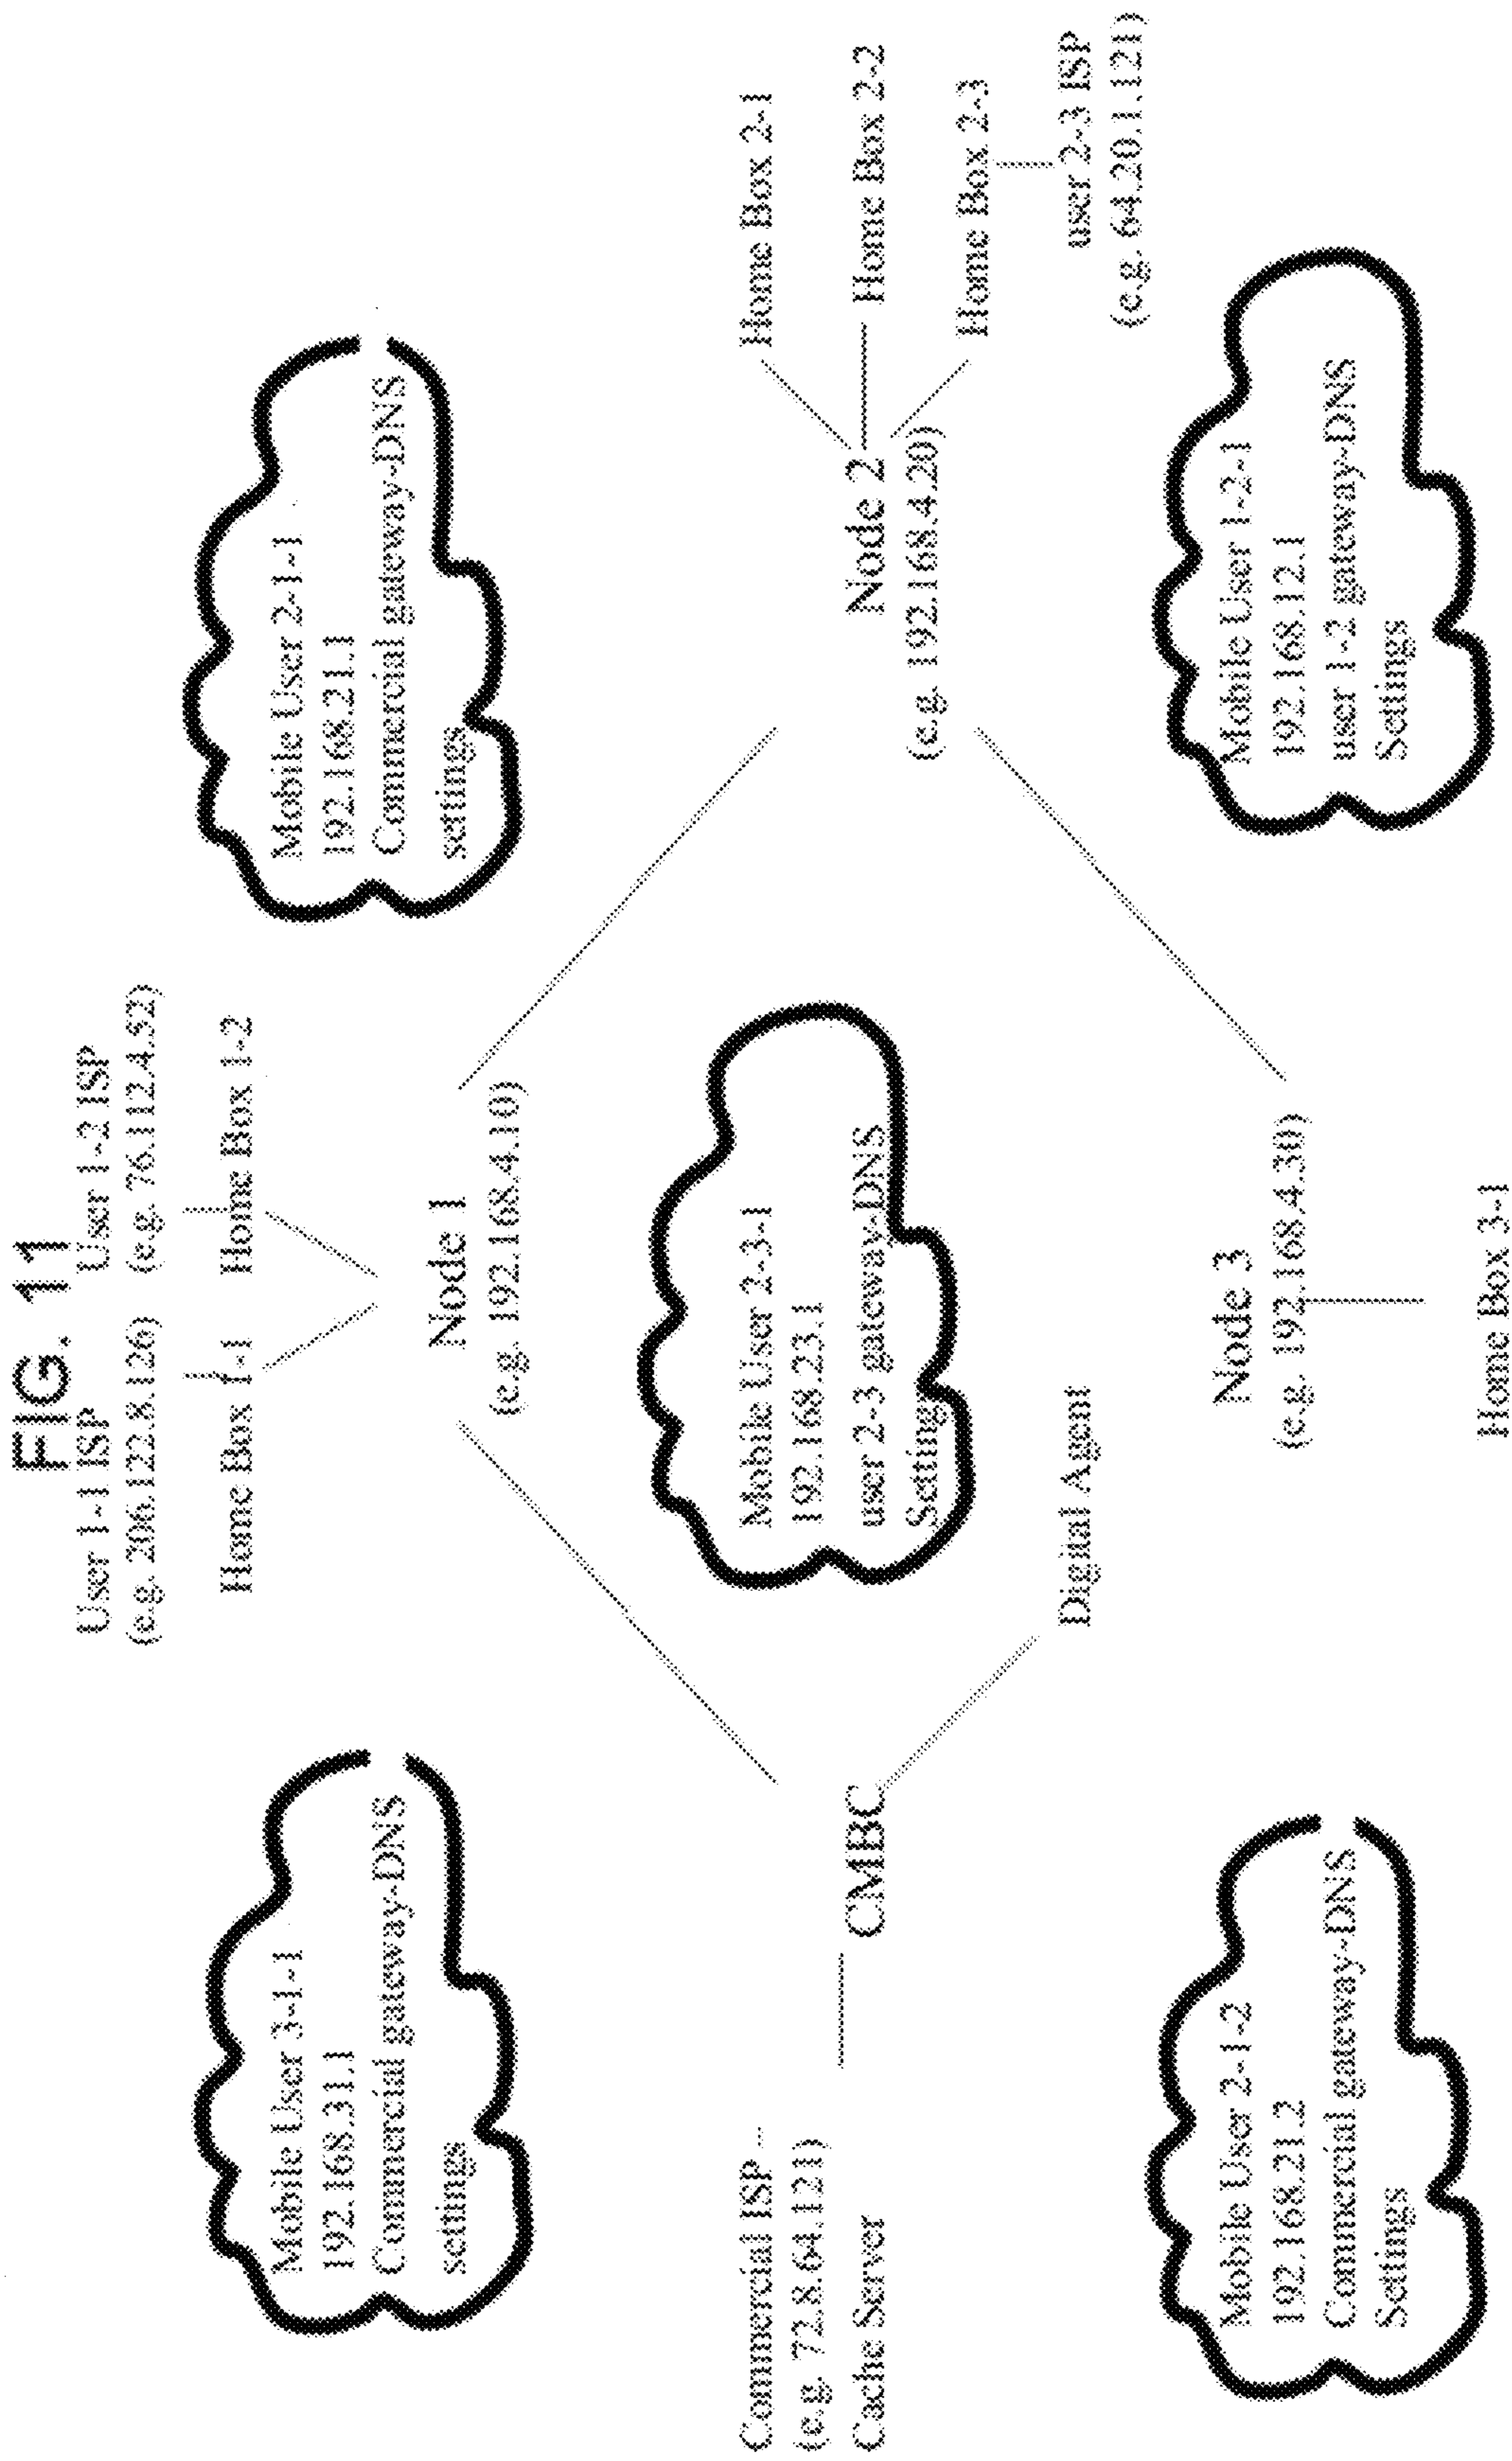 FIG. 11
User 1-1 ISP
(e.g. 206.122.8.126)
User 1-2 ISP
(e.g. 76.112.4.52)
Home Box 1-1
Home Box 1-2
Mobile User 3-1-1
192.168.31.1
Commercial gateway-DNS
settings
Node 1
(e.g. 192.168.4.10)
Mobile User 2-1-1
192.168.21.1
Commercial gateway-DNS
settings
Commercial ISP --
(e.g. 72.8.64.121)
Cache Server
CMBC
Mobile User 2-3-1
192.168.23.1
user 2-3 gateway-DNS
Settings
Node 2
(e.g. 192.168.4.20)
Home Box 2-1
Home Box 2-2
Home Box 2-3
user 2-3 ISP
(e.g. 64.20.1.121)
Digital Agent
Mobile User 2-1-2
192.168.21.2
Commercial gateway-DNS
Settings
Node 3
(e.g. 192.168.4.30)
Home Box 3-1
Mobile User 1-2-1
192.168.12.1
user 1-2 gateway-DNS
Settings